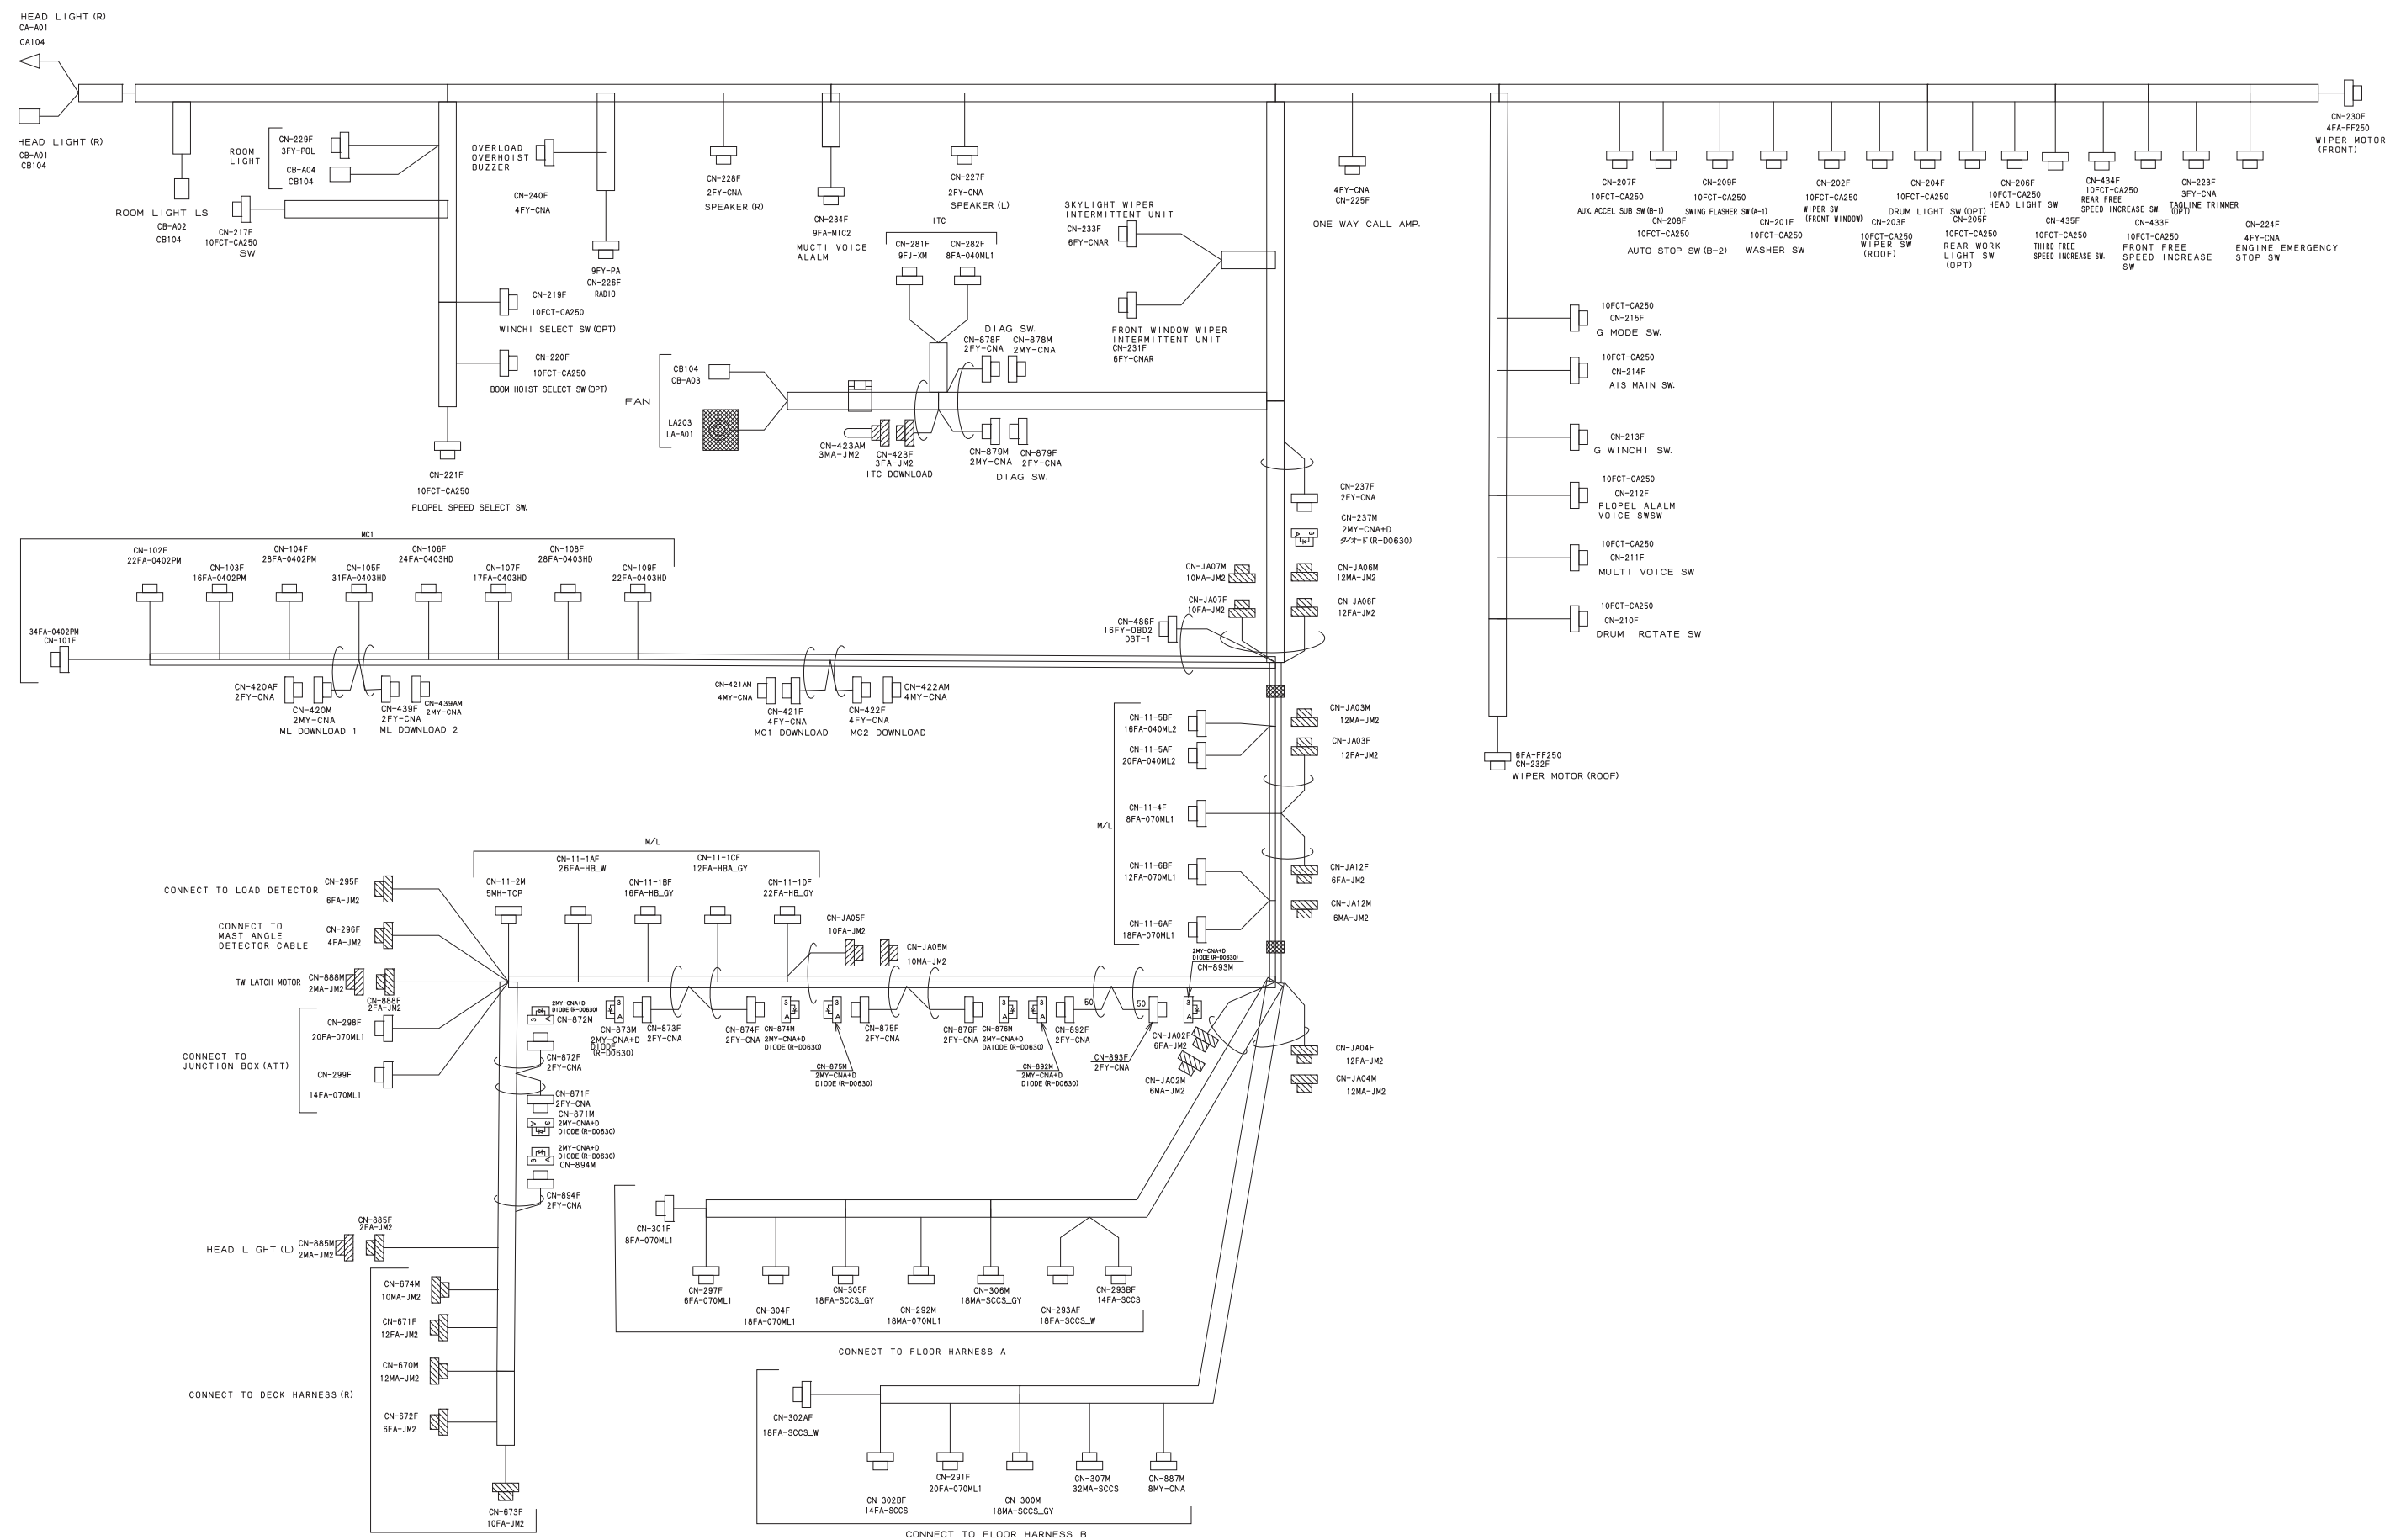 HEAD LIGHT (R)
CA-A01
CA104
HEAD LIGHT (R)
CB-A01
CB104
ROOM LIGHT LS
CB-A02
CB104
ROOM
LIGHT
CN-229F
3FY-POL
CB-A04
CB104
CN-217F
10FCT-CA250
SW
CN-219F
10FCT-CA250
WINCHI SELECT SW (OPT)
CN-220F
10FCT-CA250
BOOM HOIST SELECT SW (OPT)
CN-221F
10FCT-CA250
PLOPEL SPEED SELECT SW.
OVERLOAD
OVERHOIST
BUZZER
CN-240F
4FY-CNA
9FY-PA
CN-226F
RADIO
CN-228F
2FY-CNA
SPEAKER (R)
CN-234F
9FA-MIC2
MUCTI VOICE
ALALM
CN-227F
2FY-CNA
SPEAKER (L)
ITC
CN-281F
9FJ-XM
CN-282F
8FA-040ML1
SKYLIGHT WIPER
INTERMITTENT UNIT
CN-233F
6FY-CNAR
FRONT WINDOW WIPER
INTERMITTENT UNIT
CN-231F
6FY-CNAR
DIAG SW.
CN-878F
2FY-CNA
CN-878M
2MY-CNA
FAN
CB104
CB-A03
LA203
LA-A01
CN-423AM
3MA-JM2
CN-423F
3FA-JM2
ITC DOWNLOAD
CN-879M
2MY-CNA
CN-879F
2FY-CNA
DIAG SW.
4FY-CNA
CN-225F
ONE WAY CALL AMP.
CN-207F
10FCT-CA250
AUX. ACCEL SUB SW (B-1)
CN-208F
10FCT-CA250
AUTO STOP SW (B-2)
CN-209F
10FCT-CA250
SWING FLASHER SW (A-1)
CN-201F
10FCT-CA250
WASHER SW
CN-202F
10FCT-CA250
WIPER SW
(FRONT WINDOW)
CN-203F
10FCT-CA250
WIPER SW
(ROOF)
CN-204F
10FCT-CA250
DRUM LIGHT SW (OPT)
CN-205F
10FCT-CA250
REAR WORK
LIGHT SW
(OPT)
CN-206F
10FCT-CA250
HEAD LIGHT SW
CN-435F
10FCT-CA250
THIRD FREE
SPEED INCREASE SW.
CN-434F
10FCT-CA250
REAR FREE
SPEED INCREASE SW.
CN-433F
10FCT-CA250
FRONT FREE
SPEED INCREASE
SW
CN-223F
3FY-CNA
TAGLINE TRIMMER
(OPT)
CN-224F
4FY-CNA
ENGINE EMERGENCY
STOP SW
CN-230F
4FA-FF250
WIPER MOTOR
(FRONT)
10FCT-CA250
CN-215F
G MODE SW.
10FCT-CA250
CN-214F
AIS MAIN SW.
CN-213F
G WINCHI SW.
10FCT-CA250
CN-212F
PLOPEL ALALM
VOICE SWSW
10FCT-CA250
CN-211F
MULTI VOICE SW
10FCT-CA250
CN-210F
DRUM ROTATE SW
6FA-FF250
CN-232F
WIPER MOTOR (ROOF)
CN-237F
2FY-CNA
CN-237M
2MY-CNA+D
ダイオード (R-D0630)
3
A
CN-JA07M
10MA-JM2
CN-JA06M
12MA-JM2
CN-JA07F
10FA-JM2
CN-JA06F
12FA-JM2
CN-486F
16FY-OBD2
DST-1
MC1
CN-102F
22FA-0402PM
CN-103F
16FA-0402PM
CN-104F
28FA-0402PM
CN-105F
31FA-0403HD
CN-106F
24FA-0403HD
CN-107F
17FA-0403HD
CN-108F
28FA-0403HD
CN-109F
22FA-0403HD
34FA-0402PM
CN-101F
CN-420AF
2FY-CNA
CN-420M
2MY-CNA
ML DOWNLOAD 1
CN-439F
2FY-CNA
ML DOWNLOAD 2
CN-439AM
2MY-CNA
CN-421AM
4MY-CNA
CN-421F
4FY-CNA
MC1 DOWNLOAD
CN-422F
4FY-CNA
MC2 DOWNLOAD
CN-422AM
4MY-CNA
M/L
CN-11-5BF
16FA-040ML2
CN-11-5AF
20FA-040ML2
CN-11-4F
8FA-070ML1
CN-11-6BF
12FA-070ML1
CN-11-6AF
18FA-070ML1
CN-JA03M
12MA-JM2
CN-JA03F
12FA-JM2
CN-JA12F
6FA-JM2
CN-JA12M
6MA-JM2
M/L
CN-11-2M
5MH-TCP
CN-11-1AF
26FA-HB_W
CN-11-1BF
16FA-HB_GY
CN-11-1CF
12FA-HBA_GY
CN-11-1DF
22FA-HB_GY
CN-JA05F
10FA-JM2
CN-JA05M
10MA-JM2
CONNECT TO LOAD DETECTOR
CN-295F
6FA-JM2
CONNECT TO
MAST ANGLE
DETECTOR CABLE
CN-296F
4FA-JM2
TW LATCH MOTOR
CN-888M
2MA-JM2
CN-888F
2FA-JM2
CN-298F
20FA-070ML1
CONNECT TO
JUNCTION BOX (ATT)
CN-299F
14FA-070ML1
2MY-CNA+D
DIODE (R-D0630)
CN-872M
3
A
CN-872F
2FY-CNA
CN-871F
2FY-CNA
CN-871M
2MY-CNA+D
DIODE (R-D0630)
2MY-CNA+D
DIODE (R-D0630)
CN-894M
CN-894F
2FY-CNA
CN-873M
2MY-CNA+D
DIODE
(R-D0630)
CN-873F
2FY-CNA
CN-874F
2FY-CNA
CN-874M
2MY-CNA+D
DIODE (R-D0630)
CN-875M
2MY-CNA+D
DIODE (R-D0630)
CN-875F
2FY-CNA
CN-876F
2FY-CNA
CN-876M
2MY-CNA+D
DAIODE (R-D0630)
CN-892M
2MY-CNA+D
DIODE (R-D0630)
CN-892F
2FY-CNA
50
50
CN-893F
2FY-CNA
2MY-CNA+D
DIODE (R-D0630)
CN-893M
CN-JA02F
6FA-JM2
CN-JA02M
6MA-JM2
CN-JA04F
12FA-JM2
CN-JA04M
12MA-JM2
CN-885F
2FA-JM2
HEAD LIGHT (L)
CN-885M
2MA-JM2
CN-674M
10MA-JM2
CN-671F
12FA-JM2
CN-670M
12MA-JM2
CONNECT TO DECK HARNESS (R)
CN-672F
6FA-JM2
CN-673F
10FA-JM2
CN-301F
8FA-070ML1
CN-297F
6FA-070ML1
CN-304F
18FA-070ML1
CN-305F
18FA-SCCS_GY
CN-292M
18MA-070ML1
CN-306M
18MA-SCCS_GY
CN-293AF
18FA-SCCS_W
CN-293BF
14FA-SCCS
CONNECT TO FLOOR HARNESS A
CN-302AF
18FA-SCCS_W
CN-302BF
14FA-SCCS
CN-291F
20FA-070ML1
CN-300M
18MA-SCCS_GY
CN-307M
32MA-SCCS
CN-887M
8MY-CNA
CONNECT TO FLOOR HARNESS B